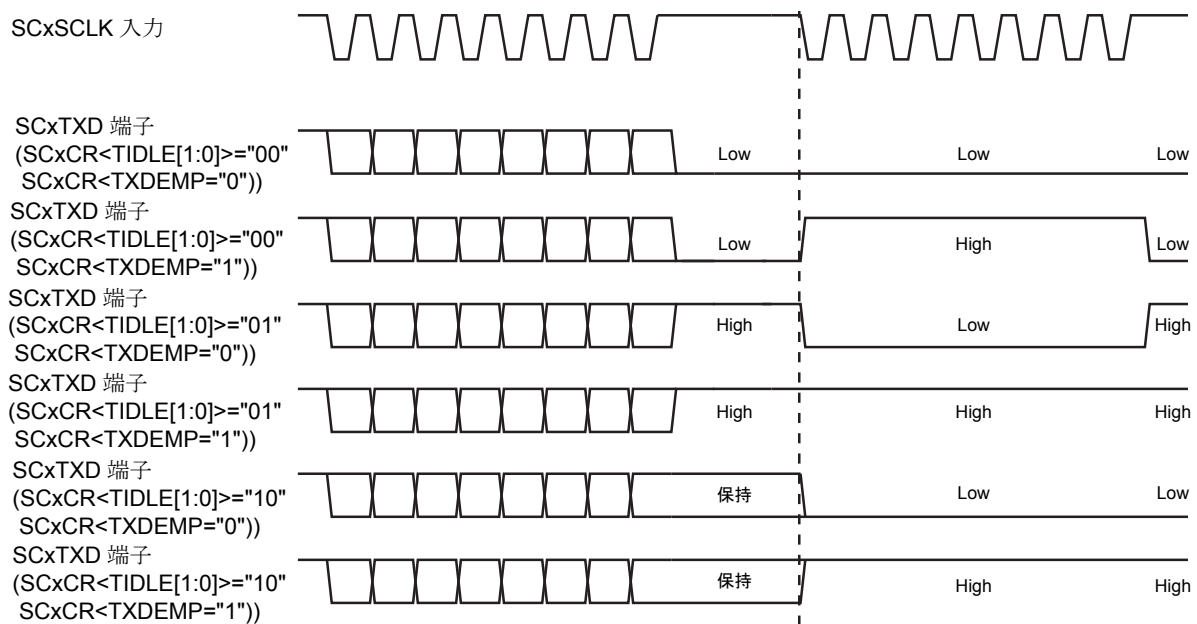 SCxSCLK 入力
SCxTXD 端子
(SCxCR<TIDLE[1:0]>="00"
SCxCR<TXDEMP="0"))
Low Low Low
SCxTXD 端子
(SCxCR<TIDLE[1:0]>="00"
SCxCR<TXDEMP="1"))
Low High Low
SCxTXD 端子
(SCxCR<TIDLE[1:0]>="01"
SCxCR<TXDEMP="0"))
High Low High
SCxTXD 端子
(SCxCR<TIDLE[1:0]>="01"
SCxCR<TXDEMP="1"))
High High High
SCxTXD 端子
(SCxCR<TIDLE[1:0]>="10"
SCxCR<TXDEMP="0"))
保持 Low Low
SCxTXD 端子
(SCxCR<TIDLE[1:0]>="10"
SCxCR<TXDEMP="1"))
保持 High High